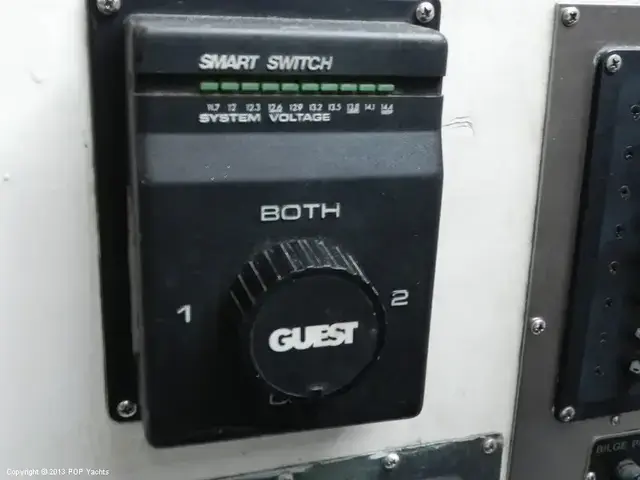 SMART SWITCH
11.7 12 12.3 12.6 12.9 13.2 13.5 13.8 14.1 14.4
SYSTEM VOLTAGE
BOTH
1
2
GUEST
BILGE
Copyright © 2013 POP Yachts